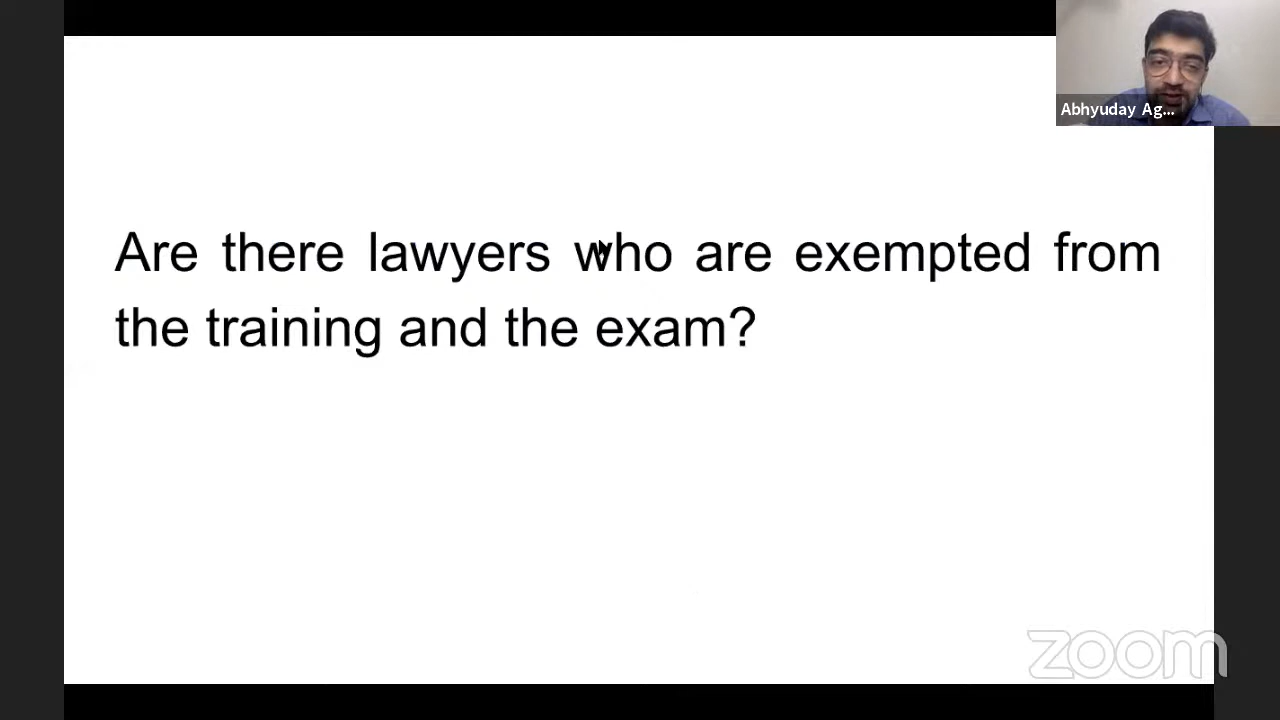 Abhyuday Ag...
Are there lawyers who are exempted from
the training and the exam?
zoom